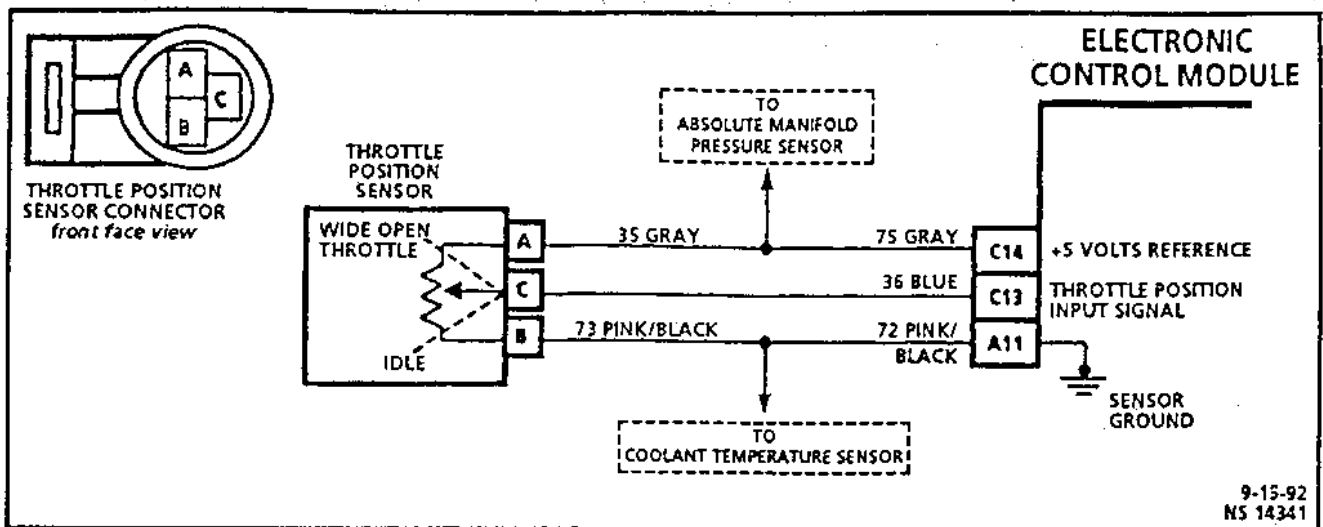 ELECTRONIC
CONTROL MODULE
A
C
B
THROTTLE POSITION
SENSOR CONNECTOR
front face view
THROTTLE
POSITION
SENSOR
WIDE OPEN
THROTTLE
IDLE
A
C
B
TO
ABSOLUTE MANIFOLD
PRESSURE SENSOR
35 GRAY
75 GRAY
C14
+5 VOLTS REFERENCE
36 BLUE
C13
THROTTLE POSITION
INPUT SIGNAL
73 PINK/BLACK
72 PINK/
BLACK
A11
SENSOR
GROUND
TO
COOLANT TEMPERATURE SENSOR
9-15-92
NS 14341